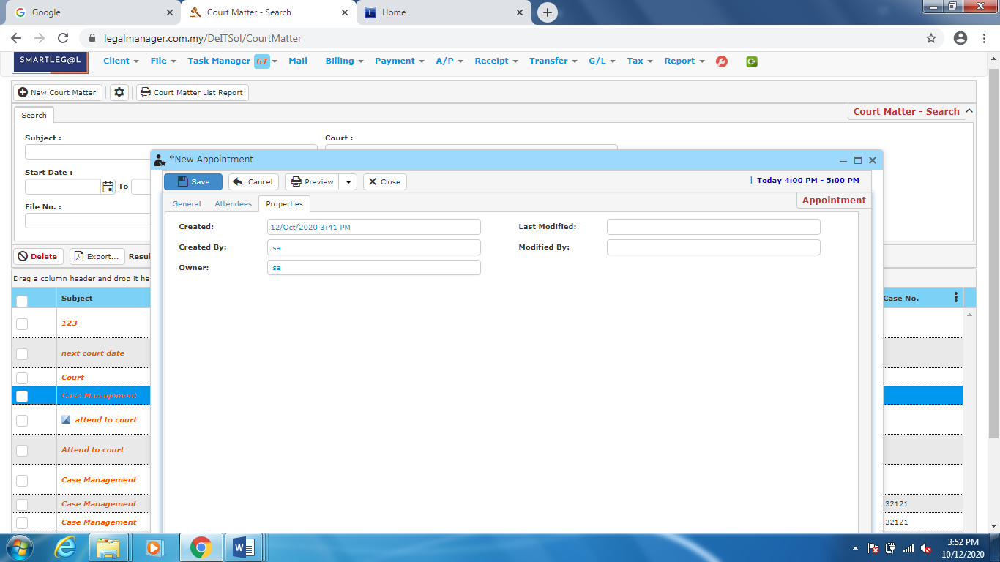 Google
Court Matter - Search
Home
legalmanager.com.my/DeITSol/CourtMatter
SMARTLEG@L Client File Task Manager 67 Mail Billing Payment A/P Receipt Transfer G/L Tax Report
New Court Matter Court Matter List Report
Search Court Matter - Search
Subject : Court :
*New Appointment
Start Date :
To
Save Cancel Preview Close Today 4:00 PM - 5:00 PM
General Attendees Properties Appointment
File No. :
Created: 12/Oct/2020 3:41 PM Last Modified:
Created By: sa Modified By:
Delete Export... Resul
Owner: sa
Drag a column header and drop it he
Subject Case No.
123
next court date
Court
Case Management
attend to court
Attend to court
Case Management
Case Management 132121
Case Management 132121
3:52 PM
10/12/2020